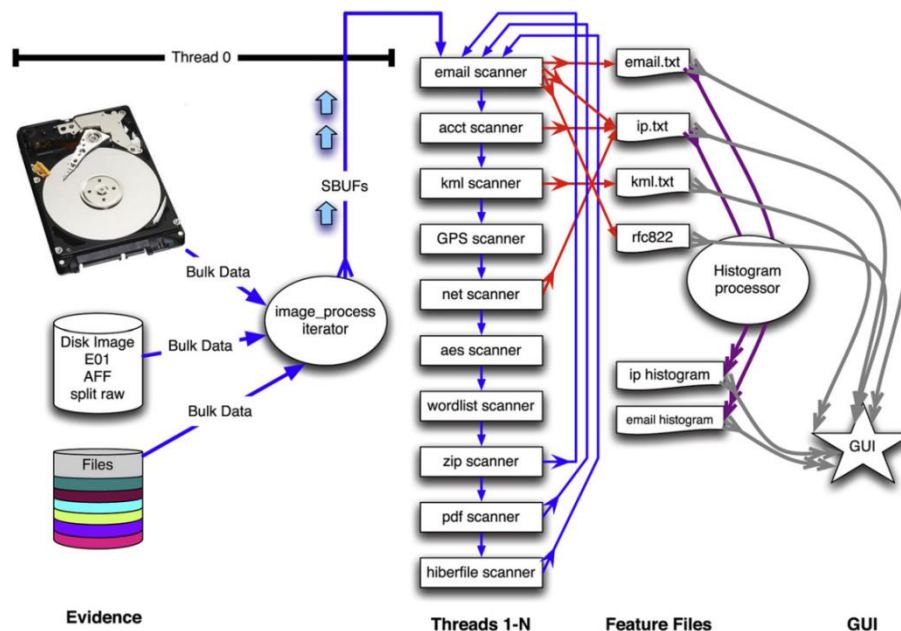 Thread 0
SBUFs
Bulk Data
Bulk Data
Bulk Data
image_process
iterator
Disk Image
E01
AFF
split raw
Files
email scanner
acct scanner
kml scanner
GPS scanner
net scanner
aes scanner
wordlist scanner
zip scanner
pdf scanner
hiberfile scanner
email.txt
ip.txt
kml.txt
rfc822
Histogram
processor
ip histogram
email histogram
GUI
Evidence
Threads 1-N
Feature Files
GUI